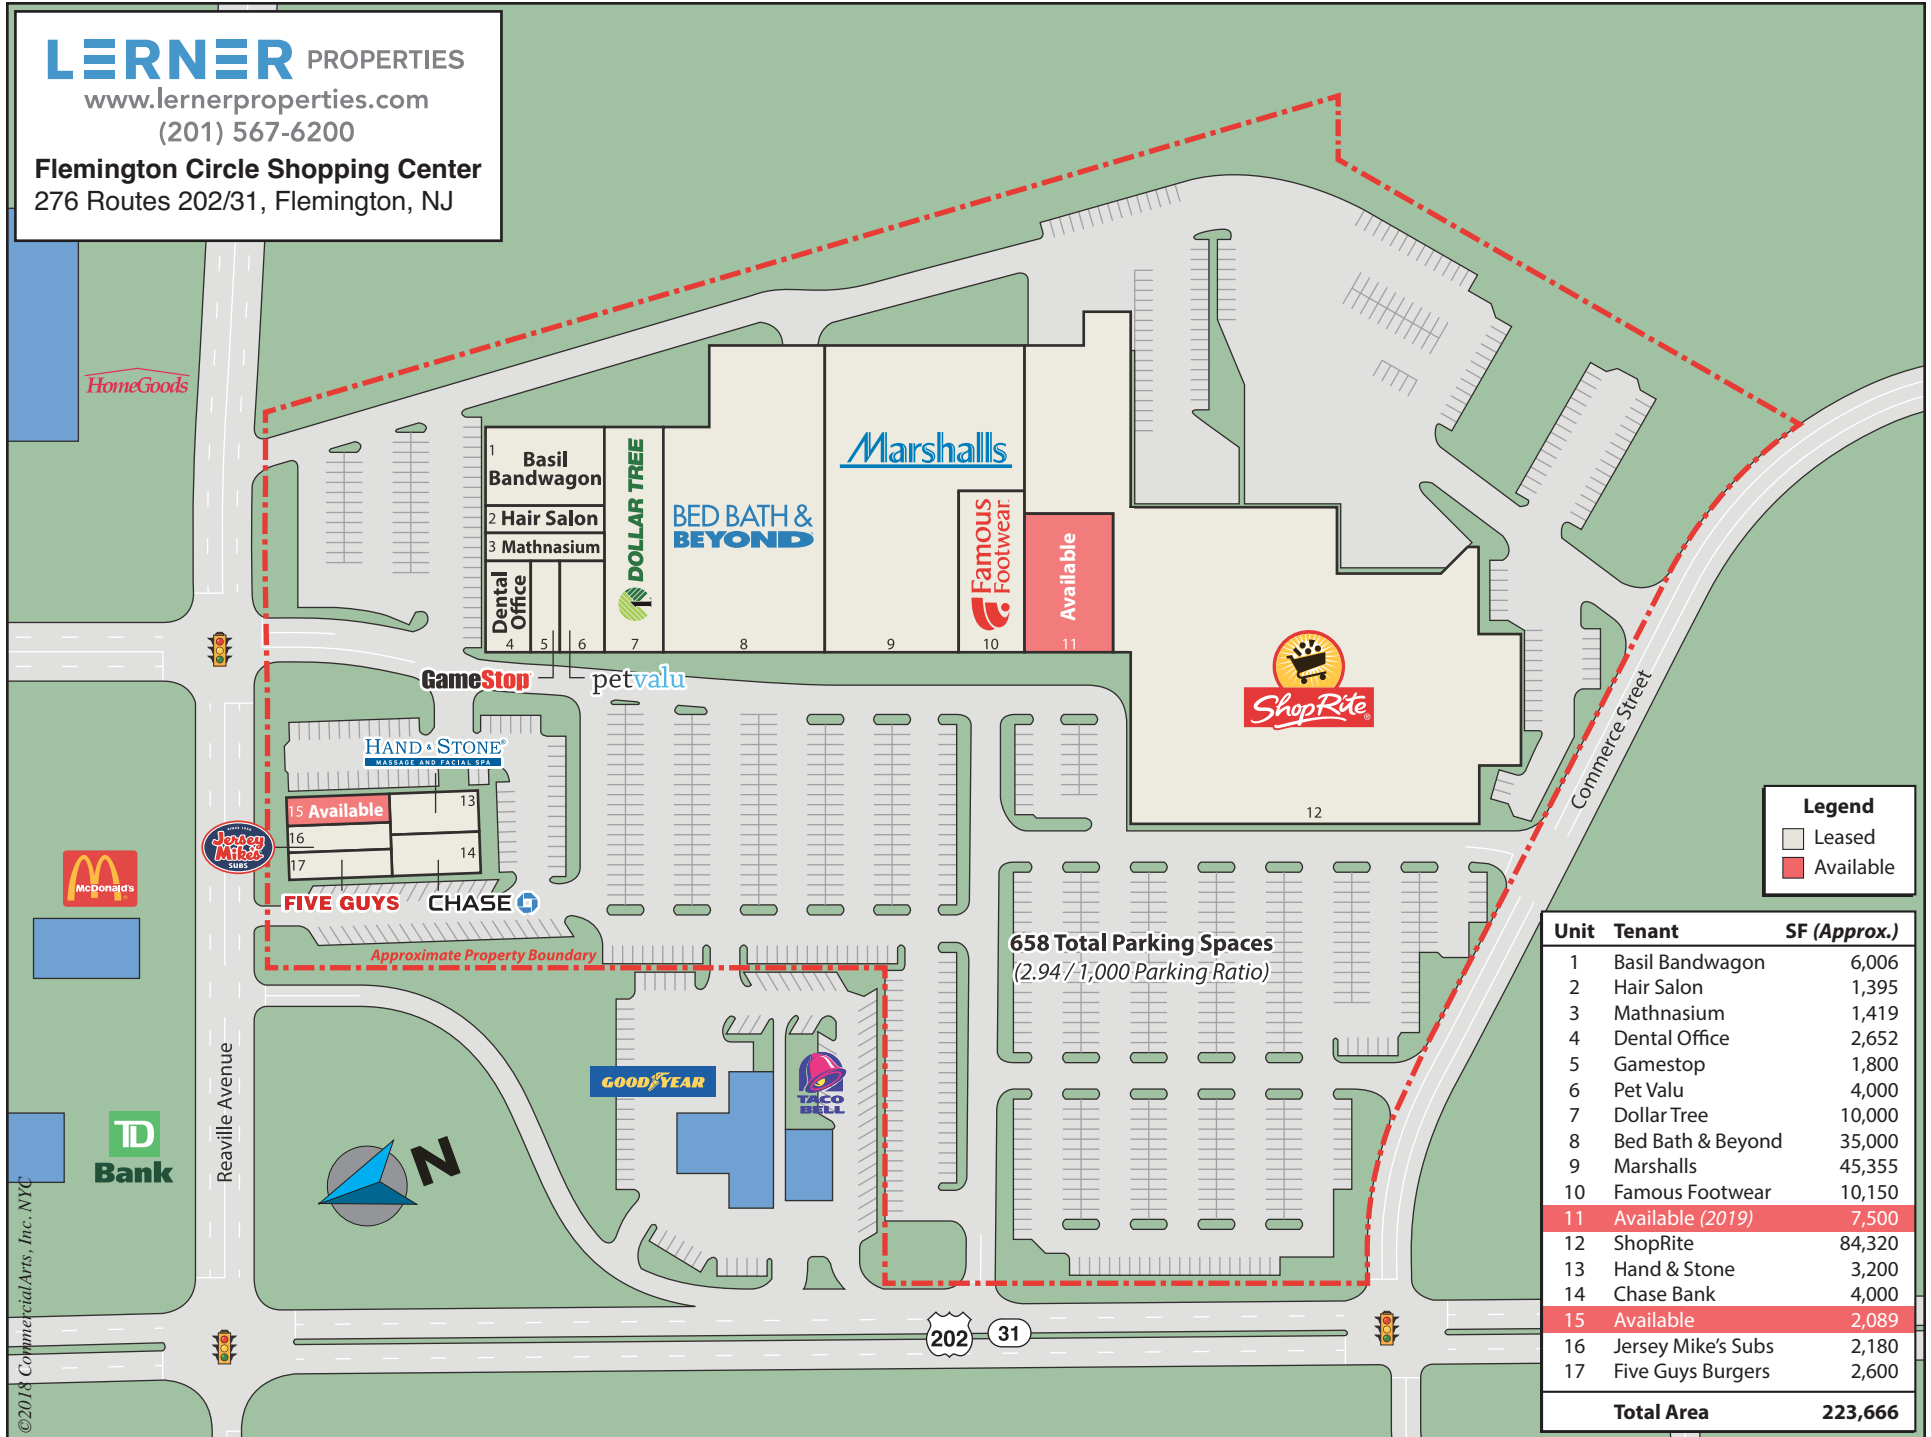 LERNER PROPERTIES
www.lernerproperties.com
(201) 567-6200
Flemington Circle Shopping Center
276 Routes 202/31, Flemington, NJ
HomeGoods
1
Basil
Bandwagon
2 Hair Salon
3 Mathnasium
Dental
Office
4
5
6
DOLLAR TREE
7
BED BATH &
BEYOND
8
Marshalls
9
Famous
Footwear
10
Available
11
ShopRite
12
GameStop
petvalu
HAND & STONE
MASSAGE AND FACIAL SPA
15 Available
13
16
14
17
SINCE 1956
Jersey
Mike's
SUBS
FIVE GUYS
CHASE
McDonald's
Approximate Property Boundary
658 Total Parking Spaces
(2.94 / 1,000 Parking Ratio)
Commerce Street
Reaville Avenue
GOODYEAR
TACO
BELL
TD
Bank
N
202
31
©2018 CommercialArts, Inc. NYC
Legend
Leased
Available
Unit Tenant SF (Approx.)
1 Basil Bandwagon 6,006
2 Hair Salon 1,395
3 Mathnasium 1,419
4 Dental Office 2,652
5 Gamestop 1,800
6 Pet Valu 4,000
7 Dollar Tree 10,000
8 Bed Bath & Beyond 35,000
9 Marshalls 45,355
10 Famous Footwear 10,150
11 Available (2019) 7,500
12 ShopRite 84,320
13 Hand & Stone 3,200
14 Chase Bank 4,000
15 Available 2,089
16 Jersey Mike's Subs 2,180
17 Five Guys Burgers 2,600
Total Area 223,666